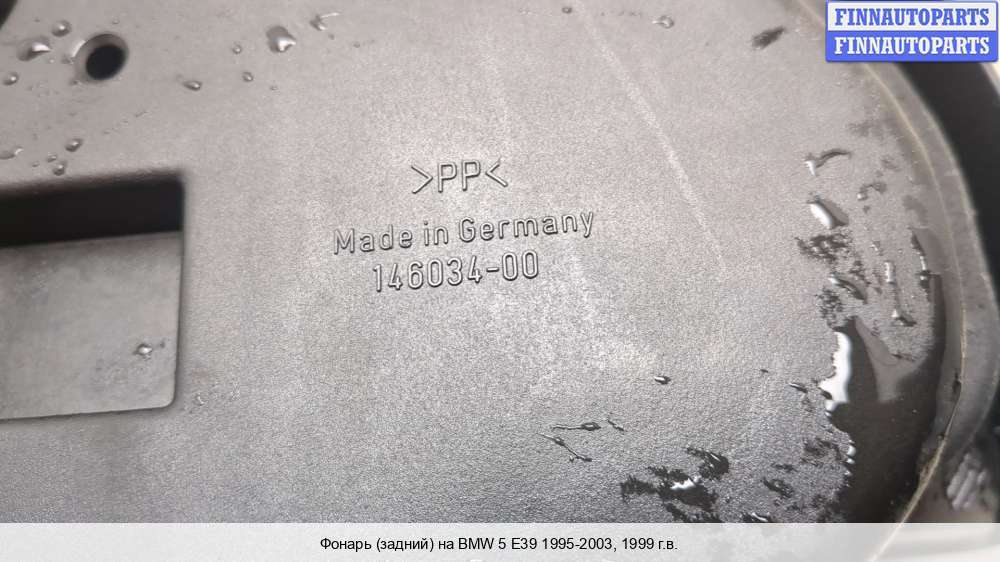 FINNAUTOPARTS
FINNAUTOPARTS
>PP<
Made in Germany
146034-00
Фонарь (задний) на BMW 5 E39 1995-2003, 1999 г.в.